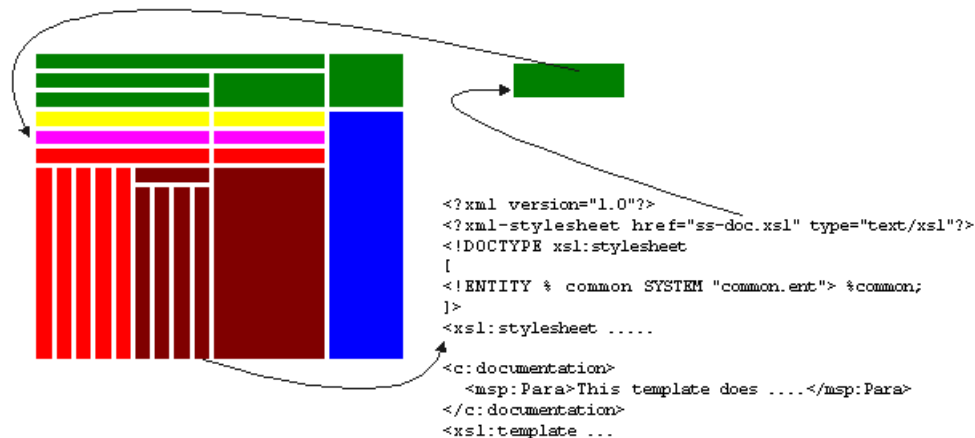 <?xml version="1.0"?>
<?xml-stylesheet href="ss-doc.xsl" type="text/xsl"?>
<!DOCTYPE xsl:stylesheet
[
<!ENTITY % common SYSTEM "common.ent"> %common;
]>
<xsl:stylesheet .....
<c:documentation>
<msp:Para>This template does ....</msp:Para>
</c:documentation>
<xsl:template ...